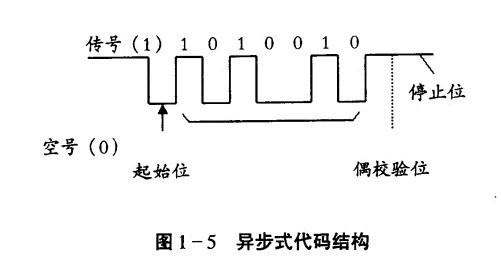 传号(1) 1 0 1 0 0 1 0
停止位
空号(0)
起始位
偶校验位
图1-5 异步式代码结构